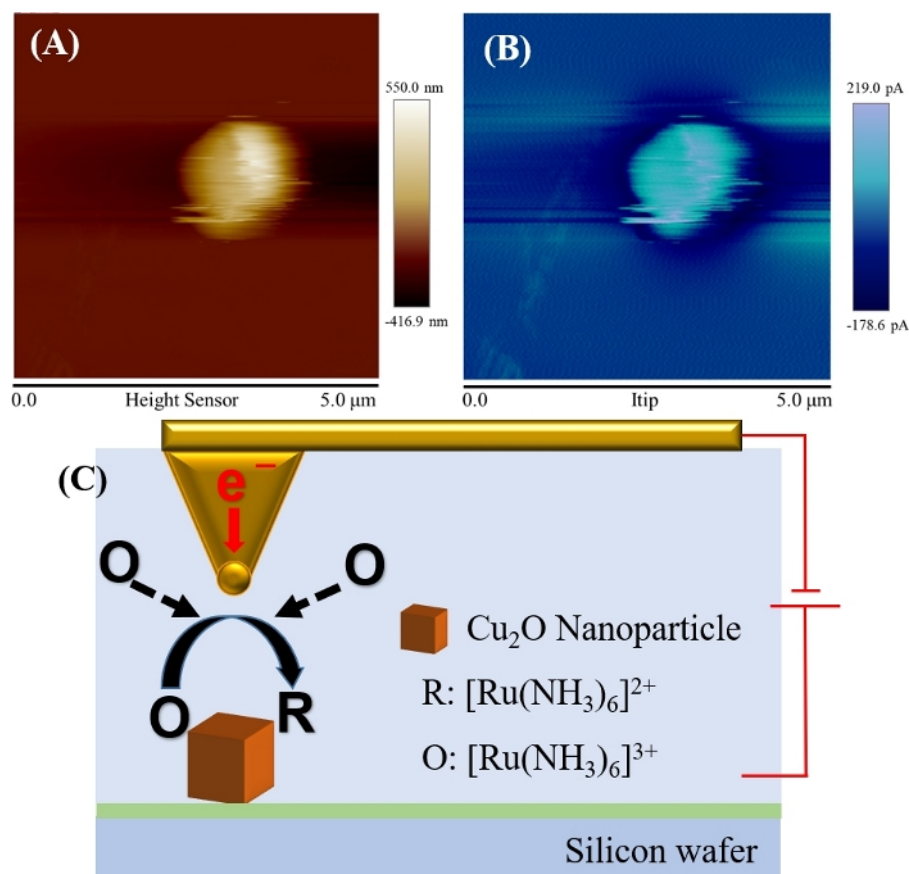 (A)
(B)
550.0 nm
-416.9 nm
219.0 pA
-178.6 pA
0.0 Height Sensor 5.0 μm
0.0 Itip 5.0 μm
(C)
e⁻
O
O
O
R
Cu₂O Nanoparticle
R: [Ru(NH₃)₆]²⁺
O: [Ru(NH₃)₆]³⁺
Silicon wafer